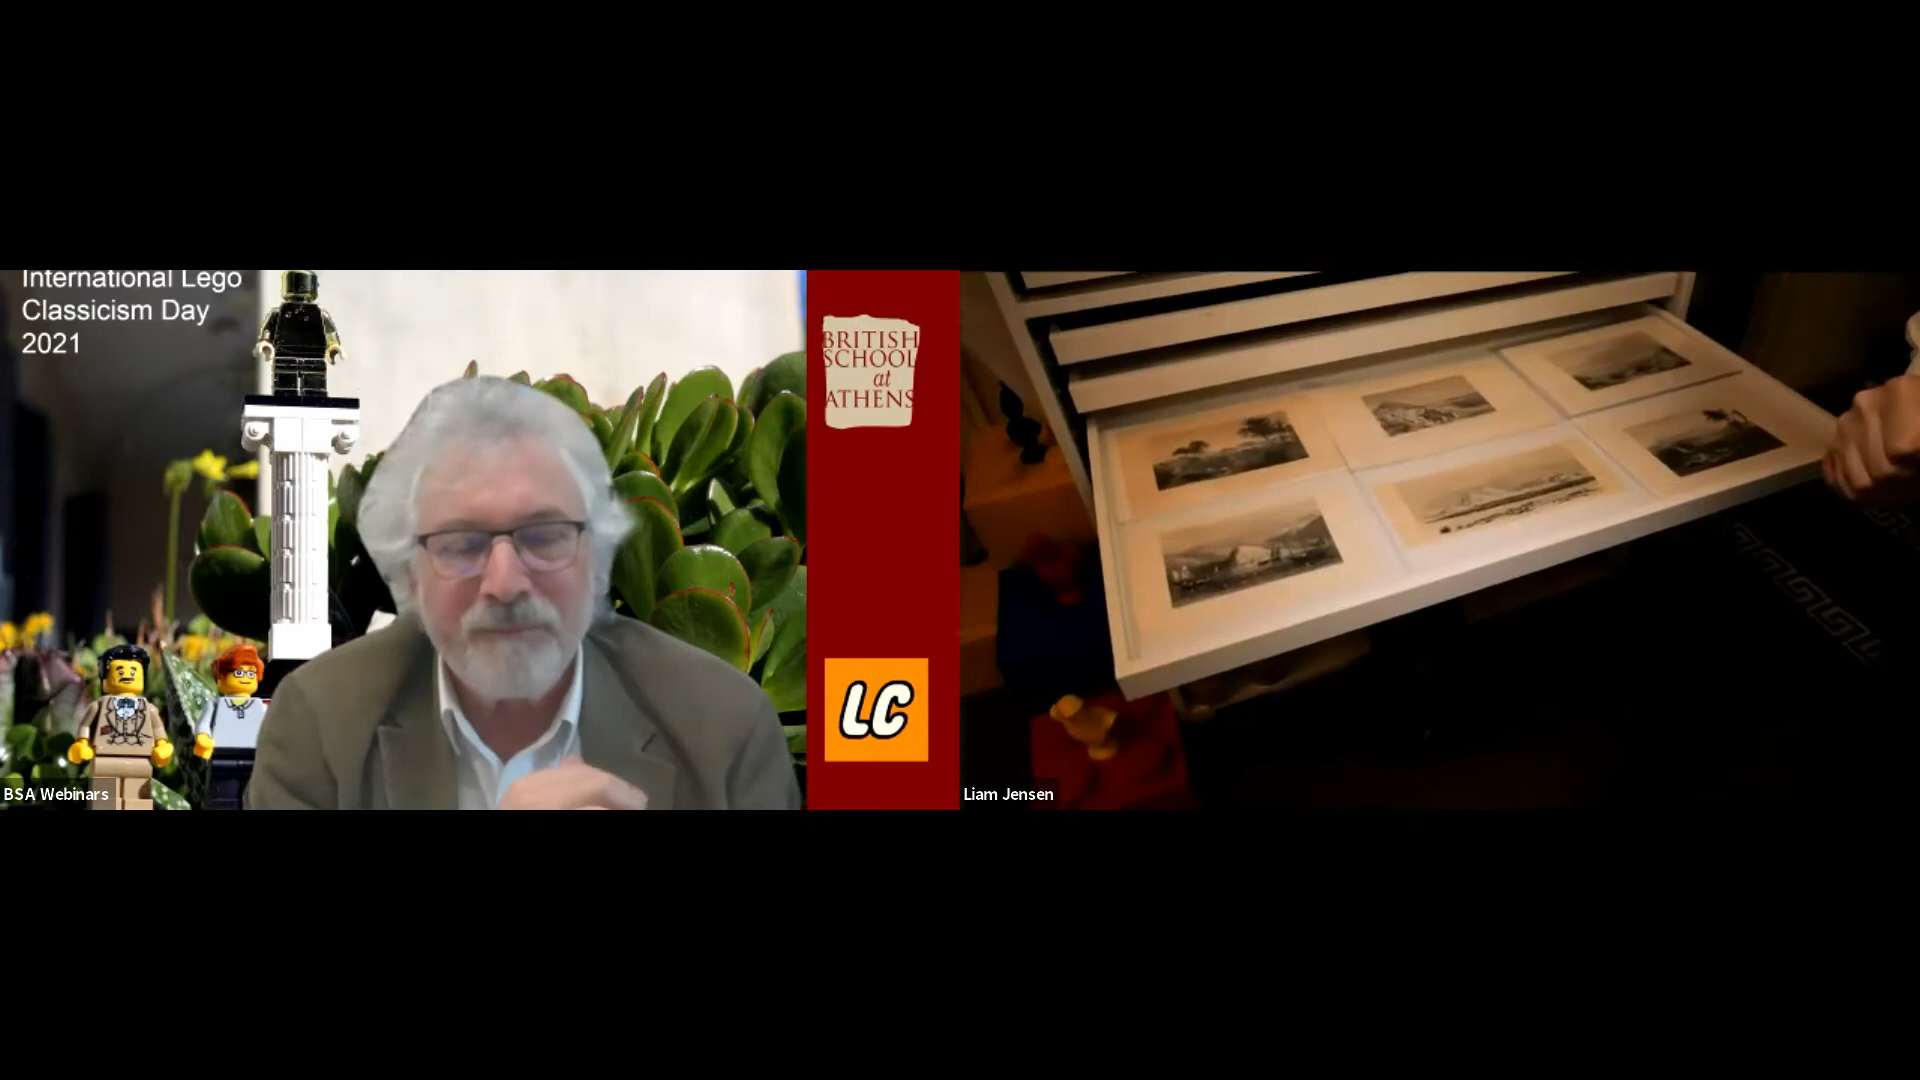 International Lego
Classicism Day
2021
BRITISH
SCHOOL
at
ATHENS
LC
BSA Webinars
Liam Jensen